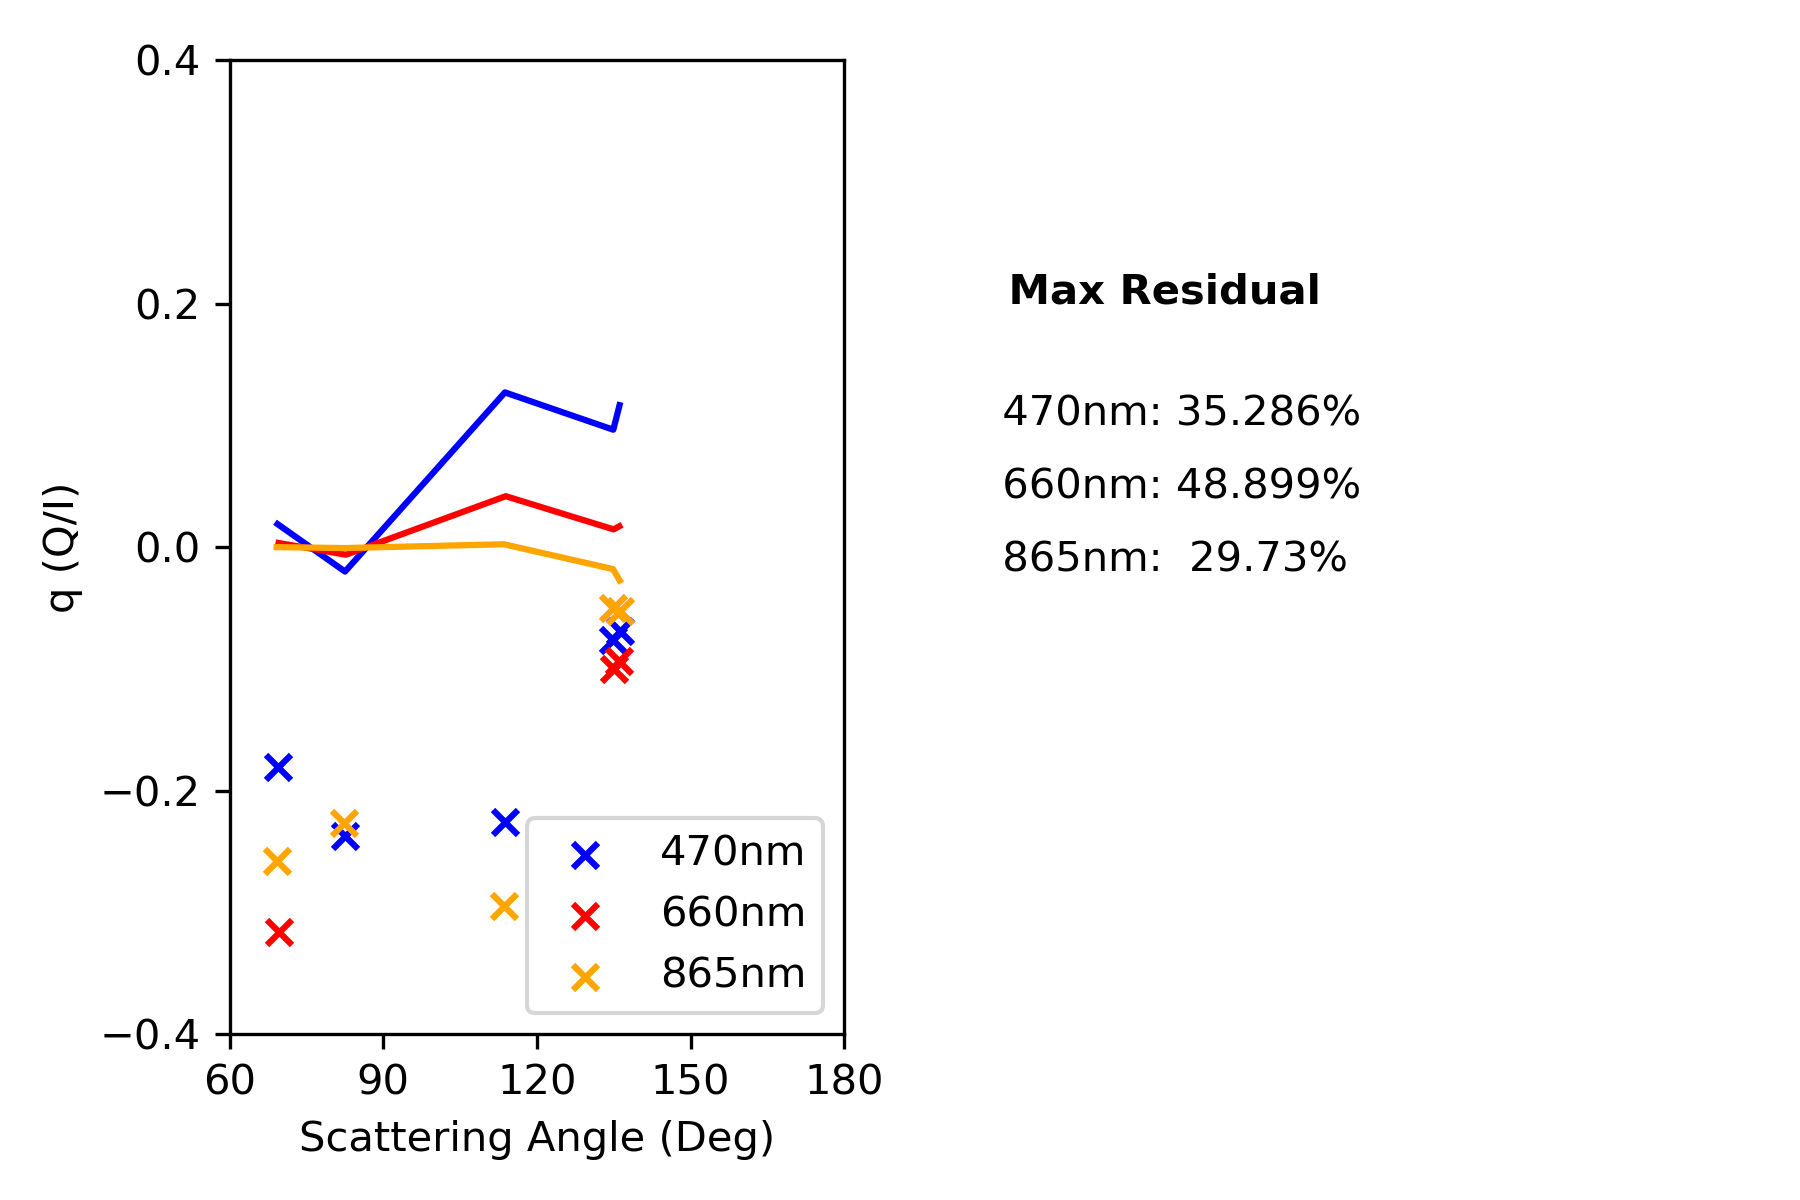 0.4
0.2
0.0
−0.2
−0.4
q (Q/I)
60 90 120 150 180
Scattering Angle (Deg)
470nm
660nm
865nm
Max Residual
470nm: 35.286%
660nm: 48.899%
865nm: 29.73%